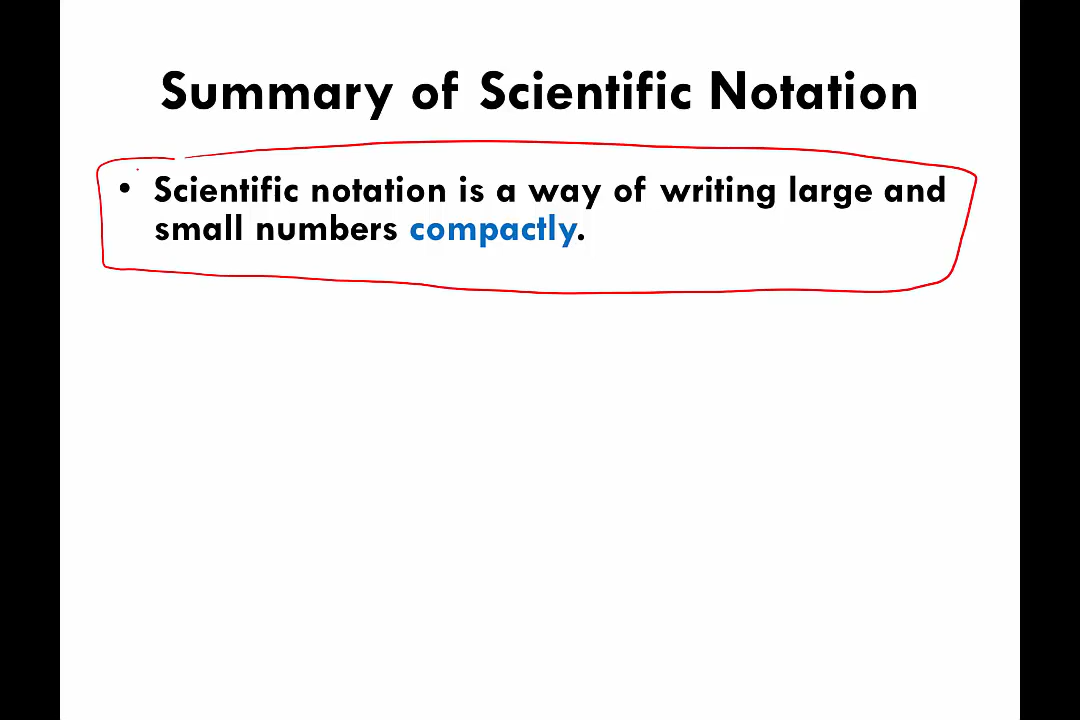 Summary of Scientific Notation
• Scientific notation is a way of writing large and
small numbers compactly.